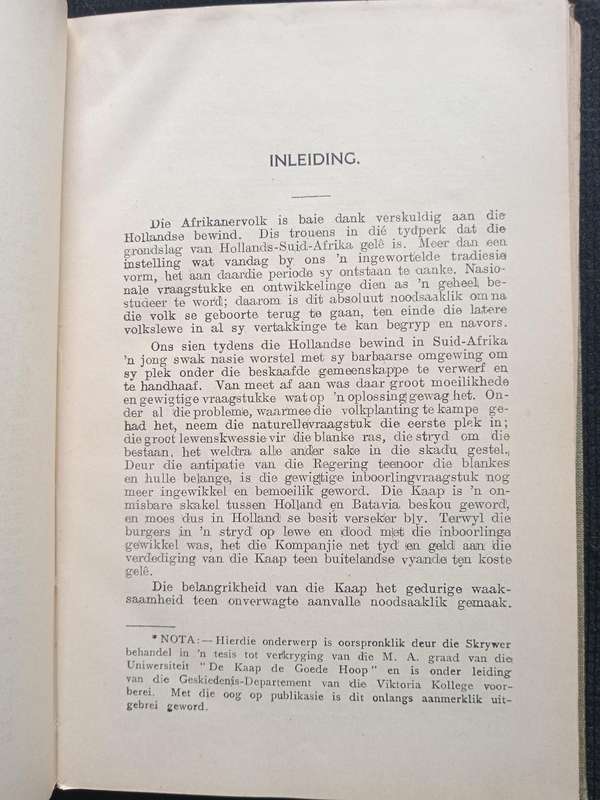 INLEIDING.
Die Afrikanervolk is baie dank verskuldig aan die
Hollandse bewind. Dis trouens in dié tydperk dat die
grondslag van Hollands-Suid-Afrika gelê is. Meer dan een
instelling wat vandag by ons 'n ingewortelde tradiesie
vorm, het aan daardie periode sy ontstaan te danke. Nasio-
nale vraagstukke en ontwikkelinge dien as 'n geheel be-
studeer te word; daarom is dit absoluut noodsaaklik om na
die volk se geboorte terug te gaan, ten einde die latere
volkslewe in al sy vertakkinge te kan begryp en navors.
Ons sien tydens die Hollandse bewind in Suid-Afrika
'n jong swak nasie worstel met sy barbaarse omgewing om
sy plek onder die beskaafde gemeenskappe te verwerf en
te handhaaf. Van meet af aan was daar groot moeilikhede
en gewigtige vraagstukke wat op 'n oplossing gewag het. On-
der al die probleme, waarmee die volkplanting te kampe ge-
had het, neem die naturellevraagstuk die eerste plek in;
die groot lewenskwessie vir die blanke ras, die stryd om die
bestaan, het weldra alle ander sake in die skadu gestel.
Deur die antipatie van die Regering teenoor die blankes
en hulle belange, is die gewigtige inboorlingvraagstuk nog
meer ingewikkel en bemoeilik geword. Die Kaap is 'n on-
misbare skakel tussen Holland en Batavia beskou geword,
en moes dus in Holland se besit verseker bly. Terwyl die
burgers in 'n stryd op lewe en dood met die inboorlinge
gewikkel was, het die Kompanjie net tyd en geld aan die
verdediging van die Kaap teen buitelandse vyande ten koste
gelê.
Die belangrikheid van die Kaap het gedurige waak-
saamheid teen onverwagte aanvalle noodsaaklik gemaak.
* NOTA:—Hierdie onderwerp is oorspronklik deur die Skrywer
behandel in 'n tesis tot verkryging van die M. A. graad van die
Uniwersiteit "De Kaap de Goede Hoop" en is onder leiding
van die Geskiedenis-Departement van die Viktoria Kollege voor-
berei. Met die oog op publikasie is dit onlangs aanmerklik uit-
gebrei geword.